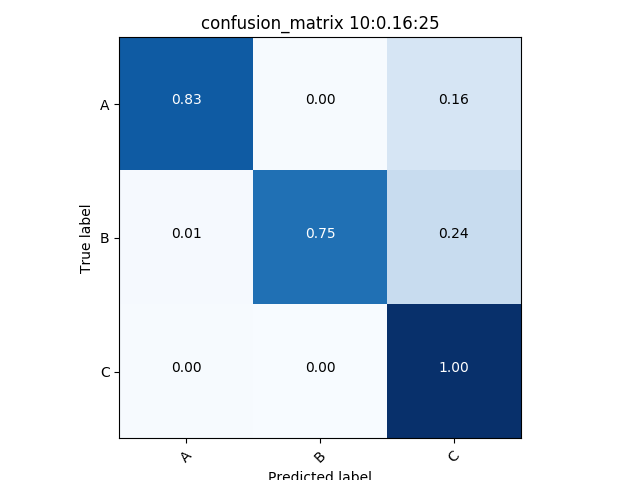 confusion_matrix 10:0.16:25
A 0.83 0.00 0.16
B 0.01 0.75 0.24
C 0.00 0.00 1.00
True label
A B C
Predicted label